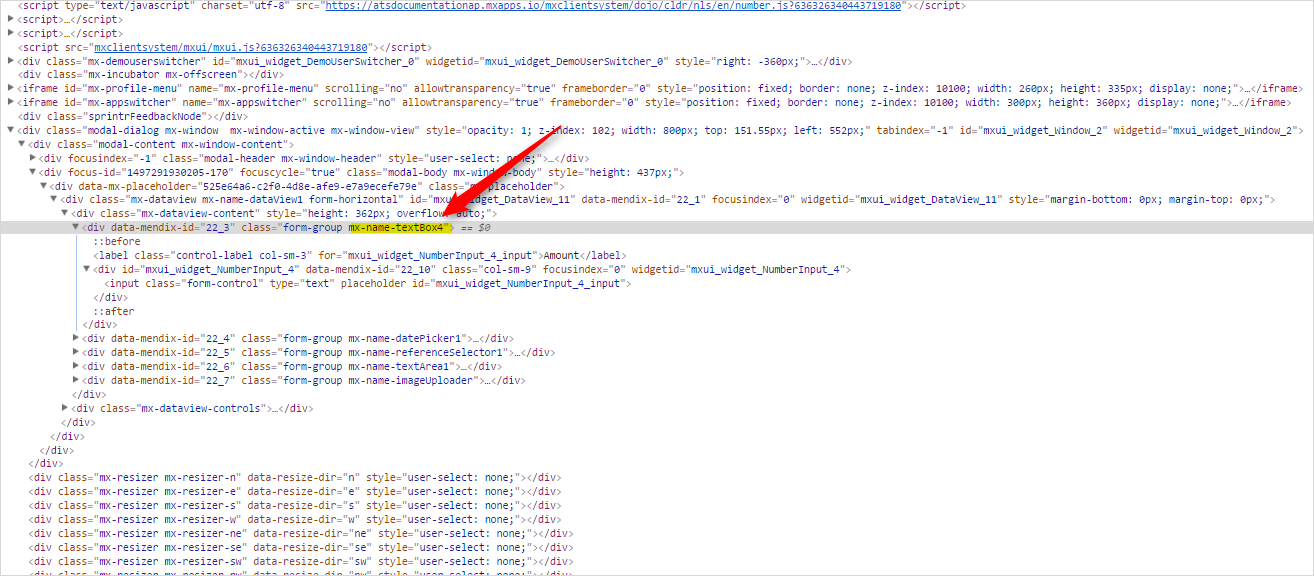 <script type="text/javascript" charset="utf-8" src="https://atsdocumentationap.mxapps.io/mxclientsystem/dojo/cldr/nls/en/number.js?636326340443719180"></script>
<script>…</script>
<script>…</script>
<script src="mxclientsystem/mxui/mxui.js?636326340443719180"></script>
<div class="mx-demouserswitcher" id="mxui_widget_DemoUserSwitcher_0" widgetid="mxui_widget_DemoUserSwitcher_0" style="right: -360px;">…</div>
<div class="mx-incubator mx-offscreen"></div>
<iframe id="mx-profile-menu" name="mx-profile-menu" scrolling="no" allowtransparency="true" frameborder="0" style="position: fixed; border: none; z-index: 10100; width: 260px; height: 335px; display: none;">…</iframe>
<iframe id="mx-appswitcher" name="mx-appswitcher" scrolling="no" allowtransparency="true" frameborder="0" style="position: fixed; border: none; z-index: 10100; width: 300px; height: 360px; display: none;">…</iframe>
<div class="sprintrFeedbackNode"></div>
<div class="modal-dialog mx-window  mx-window-active mx-window-view" style="opacity: 1; z-index: 102; width: 800px; top: 151.55px; left: 552px;" tabindex="-1" id="mxui_widget_Window_2" widgetid="mxui_widget_Window_2">
<div class="modal-content mx-window-content">
<div focusindex="-1" class="modal-header mx-window-header" style="user-select: none;">…</div>
<div focus-id="1497291930205-170" focuscycle="true" class="modal-body mx-window-body" style="height: 437px;">
<div data-mx-placeholder="525e64a6-c2f0-4d8e-afe9-e7a9ecefe79e" class="mx-placeholder">
<div class="mx-dataview mx-name-dataView1 form-horizontal" id="mxui_widget_DataView_11" data-mendix-id="22_1" focusindex="0" widgetid="mxui_widget_DataView_11" style="margin-bottom: 0px; margin-top: 0px;">
<div class="mx-dataview-content" style="height: 362px; overflow: auto;">
<div data-mendix-id="22_3" class="form-group mx-name-textBox4"> == $0
::before
<label class="control-label col-sm-3" for="mxui_widget_NumberInput_4_input">Amount</label>
<div id="mxui_widget_NumberInput_4" data-mendix-id="22_10" class="col-sm-9" focusindex="0" widgetid="mxui_widget_NumberInput_4">
<input class="form-control" type="text" placeholder id="mxui_widget_NumberInput_4_input">
</div>
::after
</div>
<div data-mendix-id="22_4" class="form-group mx-name-datePicker1">…</div>
<div data-mendix-id="22_5" class="form-group mx-name-referenceSelector1">…</div>
<div data-mendix-id="22_6" class="form-group mx-name-textArea1">…</div>
<div data-mendix-id="22_7" class="form-group mx-name-imageUploader">…</div>
</div>
<div class="mx-dataview-controls">…</div>
</div>
</div>
</div>
</div>
<div class="mx-resizer mx-resizer-n" data-resize-dir="n" style="user-select: none;"></div>
<div class="mx-resizer mx-resizer-e" data-resize-dir="e" style="user-select: none;"></div>
<div class="mx-resizer mx-resizer-s" data-resize-dir="s" style="user-select: none;"></div>
<div class="mx-resizer mx-resizer-w" data-resize-dir="w" style="user-select: none;"></div>
<div class="mx-resizer mx-resizer-ne" data-resize-dir="ne" style="user-select: none;"></div>
<div class="mx-resizer mx-resizer-se" data-resize-dir="se" style="user-select: none;"></div>
<div class="mx-resizer mx-resizer-sw" data-resize-dir="sw" style="user-select: none;"></div>